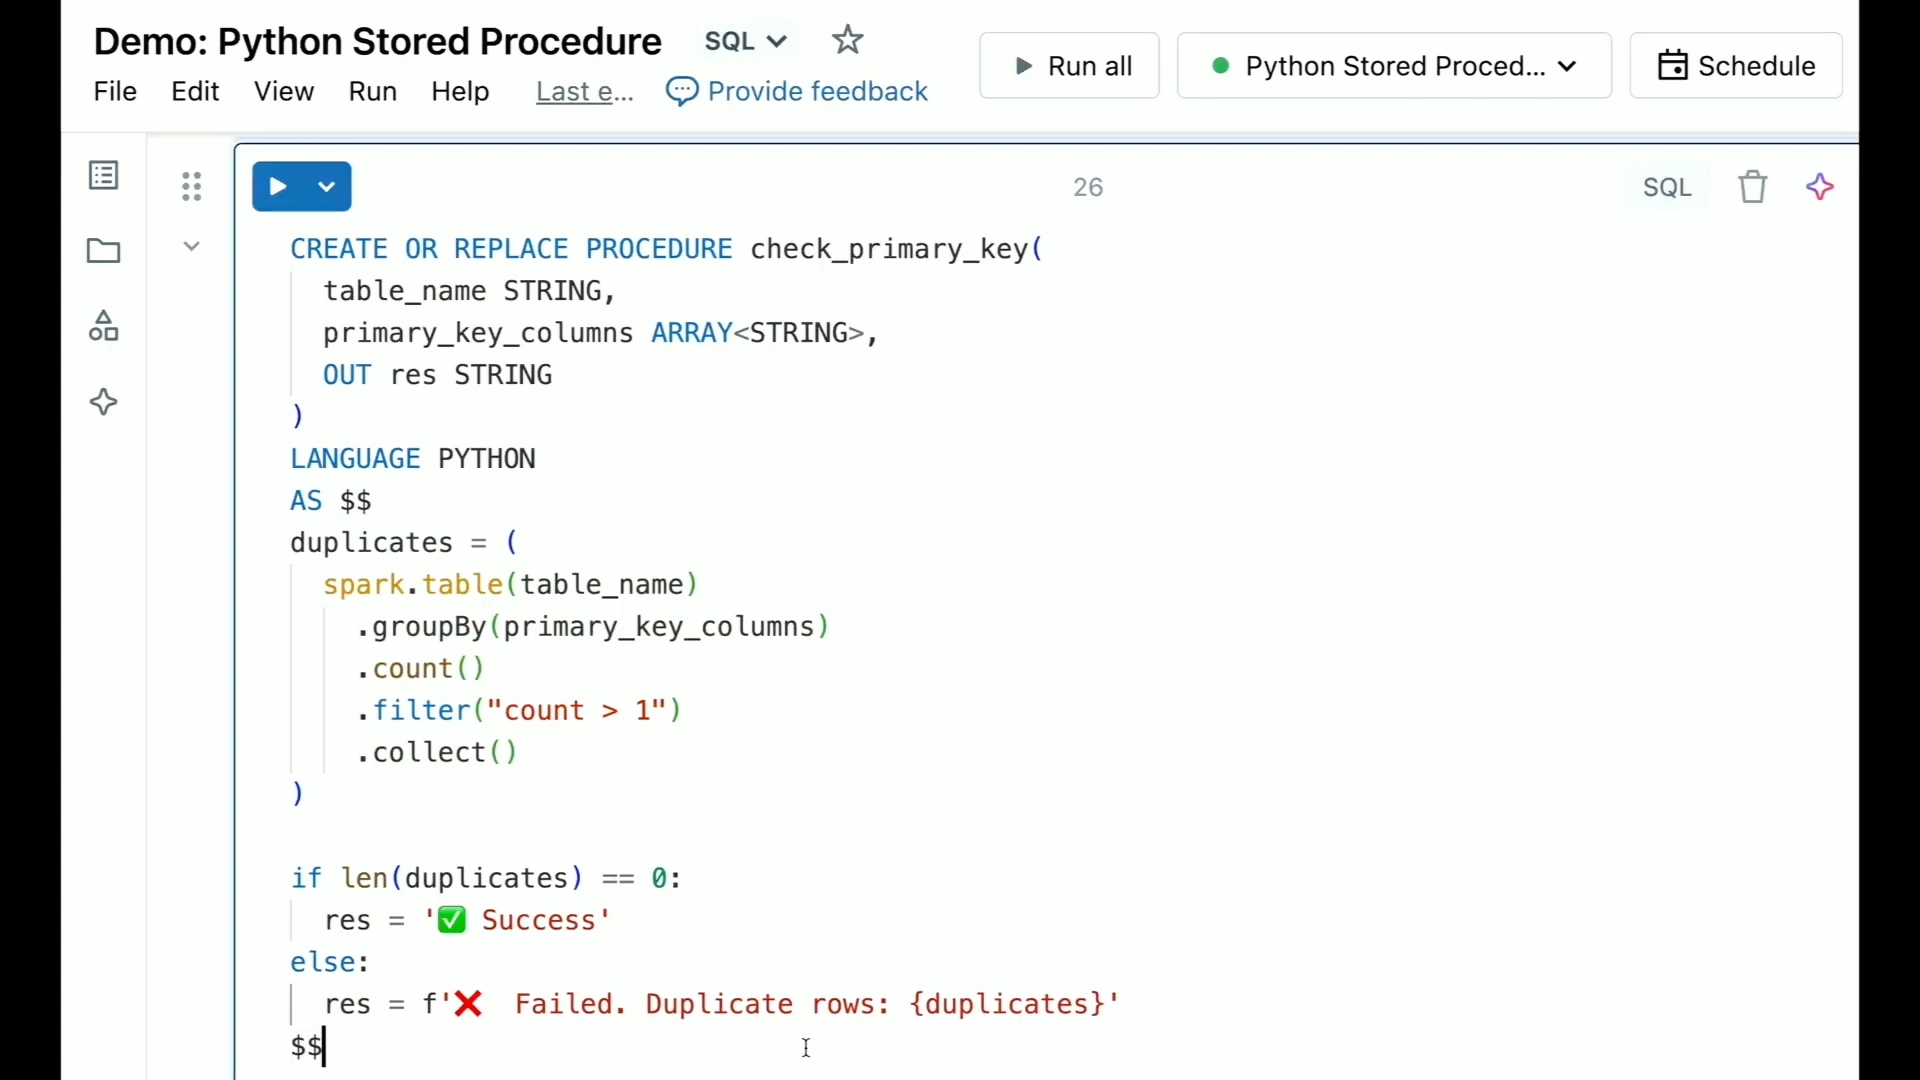 Demo: Python Stored Procedure SQL
File Edit View Run Help Last e... Provide feedback
Run all Python Stored Proced... Schedule
26 SQL
CREATE OR REPLACE PROCEDURE check_primary_key(
table_name STRING,
primary_key_columns ARRAY<STRING>,
OUT res STRING
)
LANGUAGE PYTHON
AS $$
duplicates = (
spark.table(table_name)
.groupBy(primary_key_columns)
.count()
.filter("count > 1")
.collect()
)
if len(duplicates) == 0:
res = '✅ Success'
else:
res = f'❌ Failed. Duplicate rows: {duplicates}'
$$